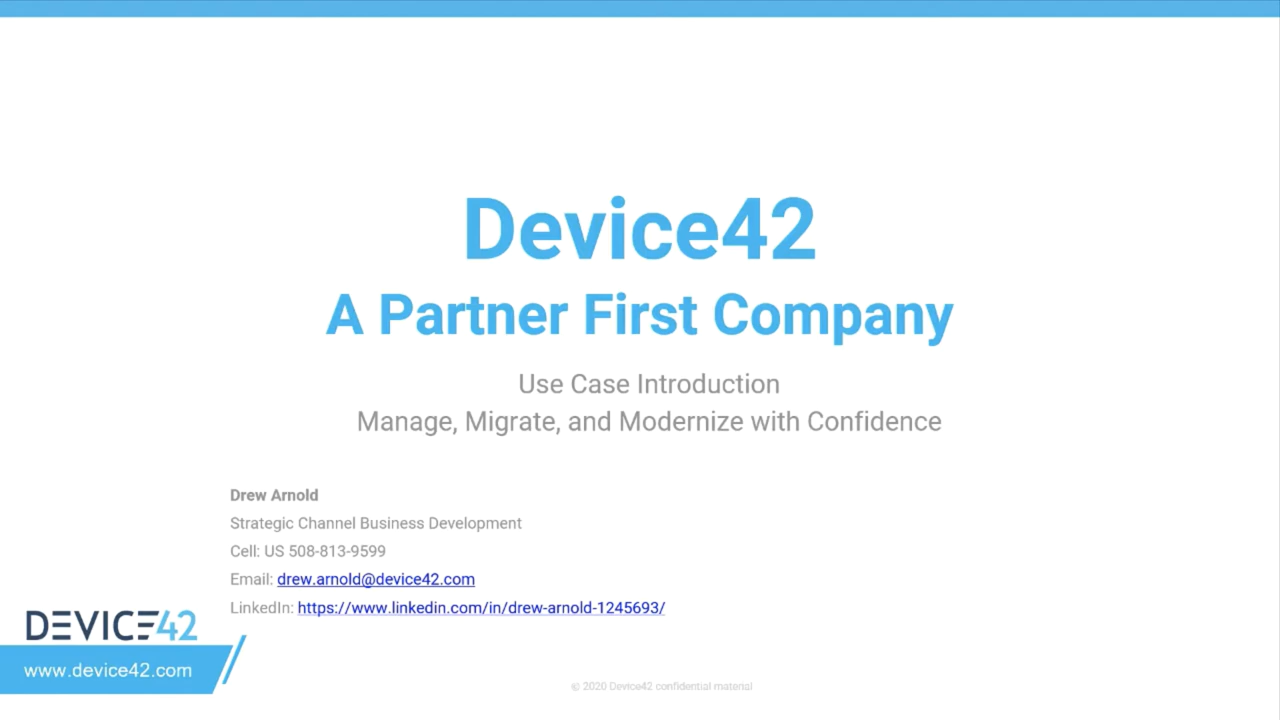 Device42
A Partner First Company
Use Case Introduction
Manage, Migrate, and Modernize with Confidence
Drew Arnold
Strategic Channel Business Development
Cell: US 508-813-9599
Email: drew.arnold@device42.com
LinkedIn: https://www.linkedin.com/in/drew-arnold-1245693/
DEVICE42
www.device42.com
© 2020 Device42 confidential material